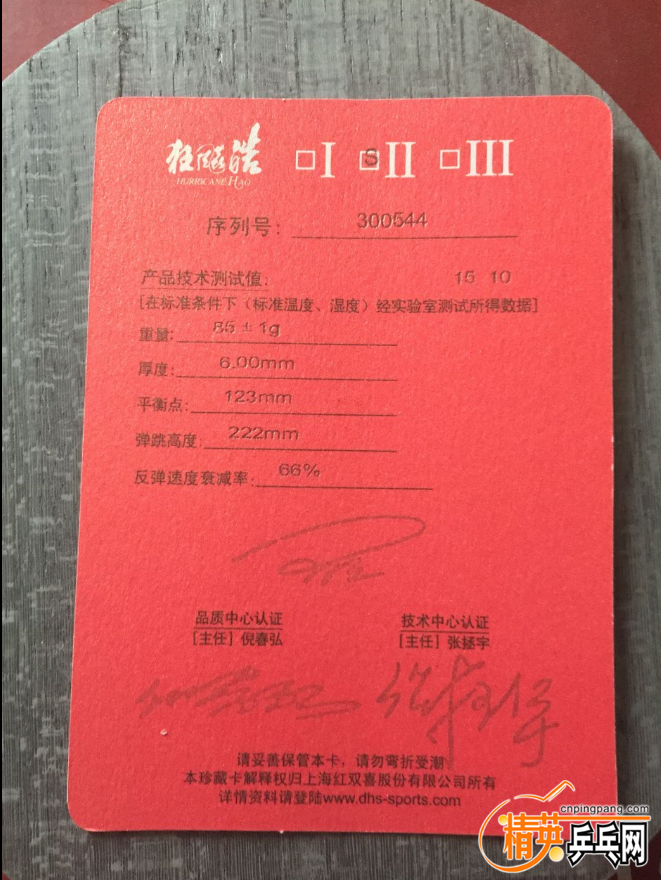 狂飚皓 □I □SII □III
HURRICANE HAO
序列号: 300544
产品技术测试值: 15 10
[在标准条件下（标准温度、湿度）经实验室测试所得数据]
重量: 85±1g
厚度: 6.00mm
平衡点: 123mm
弹跳高度: 222mm
反弹速度衰减率: 66%
品质中心认证 技术中心认证
[主任] 倪春弘 [主任] 张拯宇
请妥善保管本卡，请勿弯折受潮
本珍藏卡解释权归上海红双喜股份有限公司所有
详情资料请登陆www.dhs-sports.com
cnpingpang.com
精英乒乓网